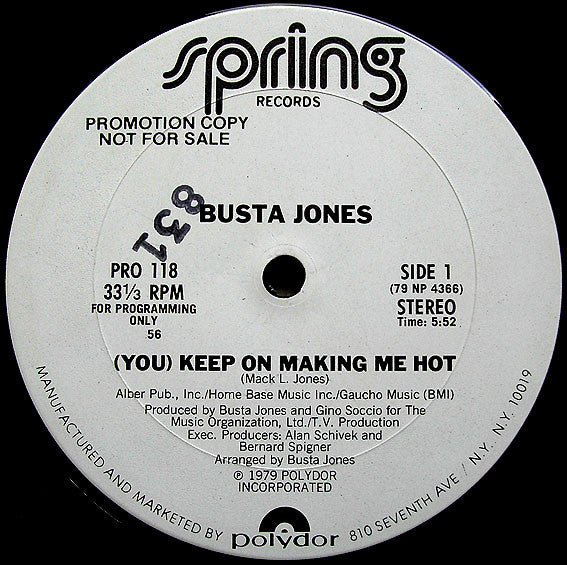 spring
RECORDS
PROMOTION COPY
NOT FOR SALE
831
BUSTA JONES
PRO 118
33⅓ RPM
FOR PROGRAMMING
ONLY
56
SIDE 1
(79 NP 4366)
STEREO
Time: 5:52
(YOU) KEEP ON MAKING ME HOT
(Mack L. Jones)
Alber Pub., Inc./Home Base Music Inc./Gaucho Music (BMI)
Produced by Busta Jones and Gino Soccio for The
Music Organization, Ltd./T.V. Production
Exec. Producers: Alan Schivek and
Bernard Spigner
Arranged by Busta Jones
℗ 1979 POLYDOR
INCORPORATED
MANUFACTURED AND MARKETED BY polydor 810 SEVENTH AVE / N.Y. N.Y. 10019